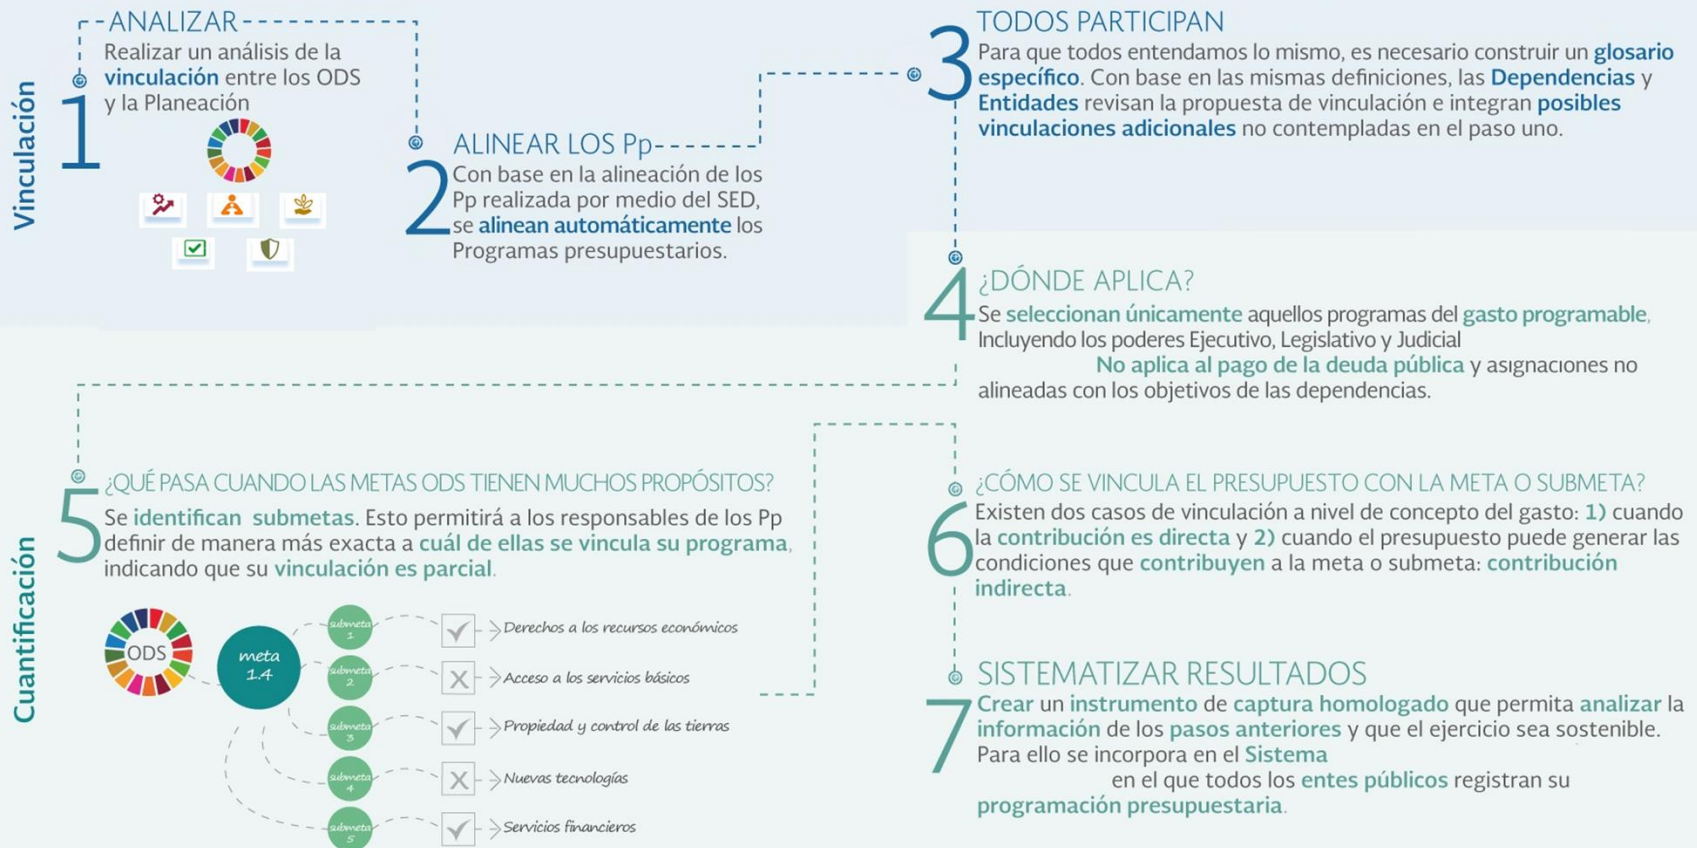 Vinculación
1
ANALIZAR
Realizar un análisis de la
vinculación entre los ODS
y la Planeación
2
ALINEAR LOS Pp
Con base en la alineación de los
Pp realizada por medio del SED,
se alinean automáticamente los
Programas presupuestarios.
3
TODOS PARTICIPAN
Para que todos entendamos lo mismo, es necesario construir un glosario
específico. Con base en las mismas definiciones, las Dependencias y
Entidades revisan la propuesta de vinculación e integran posibles
vinculaciones adicionales no contempladas en el paso uno.
Cuantificación
4
¿DÓNDE APLICA?
Se seleccionan únicamente aquellos programas del gasto programable,
Incluyendo los poderes Ejecutivo, Legislativo y Judicial
No aplica al pago de la deuda pública y asignaciones no
alineadas con los objetivos de las dependencias.
5
¿QUÉ PASA CUANDO LAS METAS ODS TIENEN MUCHOS PROPÓSITOS?
Se identifican submetas. Esto permitirá a los responsables de los Pp
definir de manera más exacta a cuál de ellas se vincula su programa,
indicando que su vinculación es parcial.
ODS
meta
1.4
submeta
1
Derechos a los recursos económicos
submeta
2
Acceso a los servicios básicos
submeta
3
Propiedad y control de las tierras
submeta
4
Nuevas tecnologías
submeta
5
Servicios financieros
6
¿CÓMO SE VINCULA EL PRESUPUESTO CON LA META O SUBMETA?
Existen dos casos de vinculación a nivel de concepto del gasto: 1) cuando
la contribución es directa y 2) cuando el presupuesto puede generar las
condiciones que contribuyen a la meta o submeta: contribución
indirecta.
7
SISTEMATIZAR RESULTADOS
Crear un instrumento de captura homologado que permita analizar la
información de los pasos anteriores y que el ejercicio sea sostenible.
Para ello se incorpora en el Sistema
en el que todos los entes públicos registran su
programación presupuestaria.